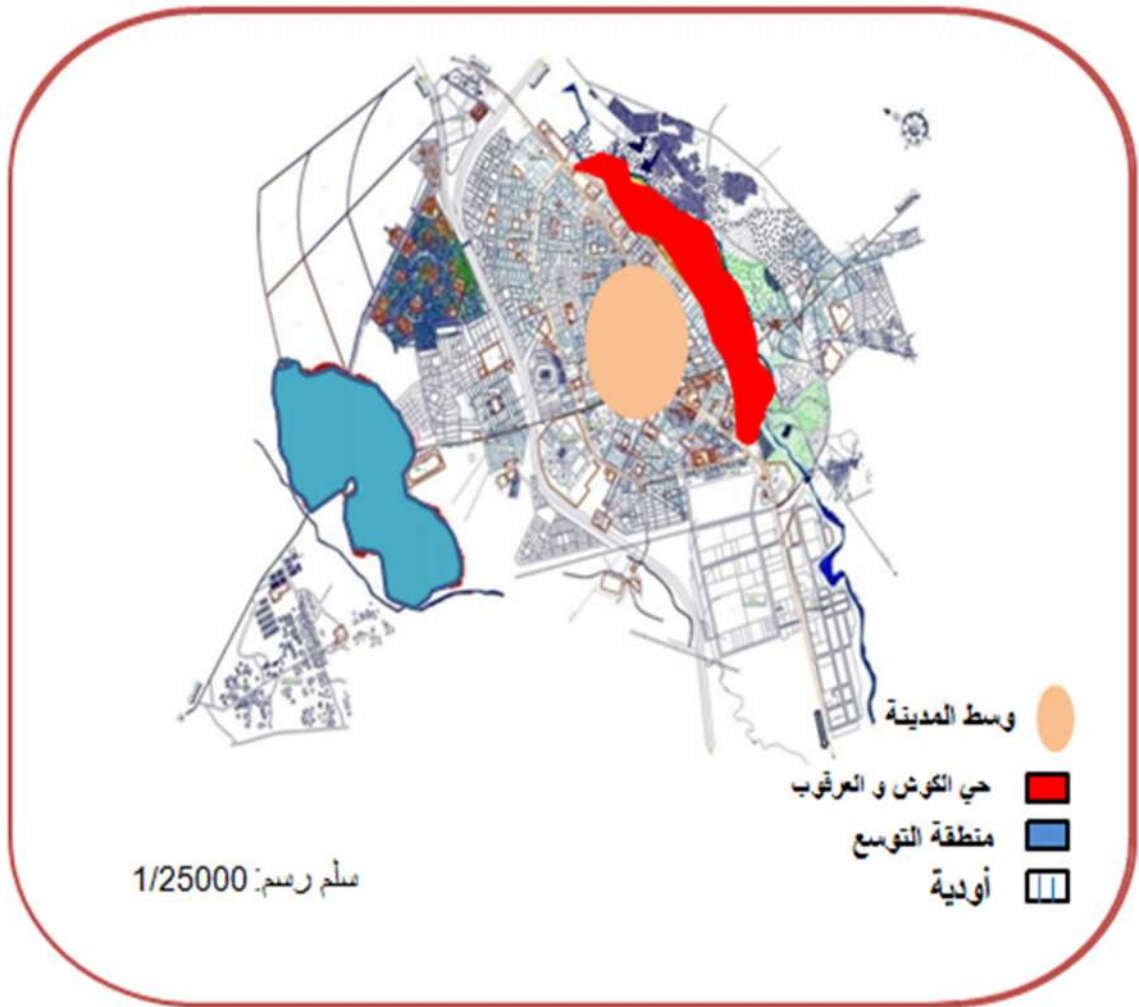 وسط المدينة
حي الكوش و العرقوب
منطقة التوسع
أودية
سلم رسم: 1/25000